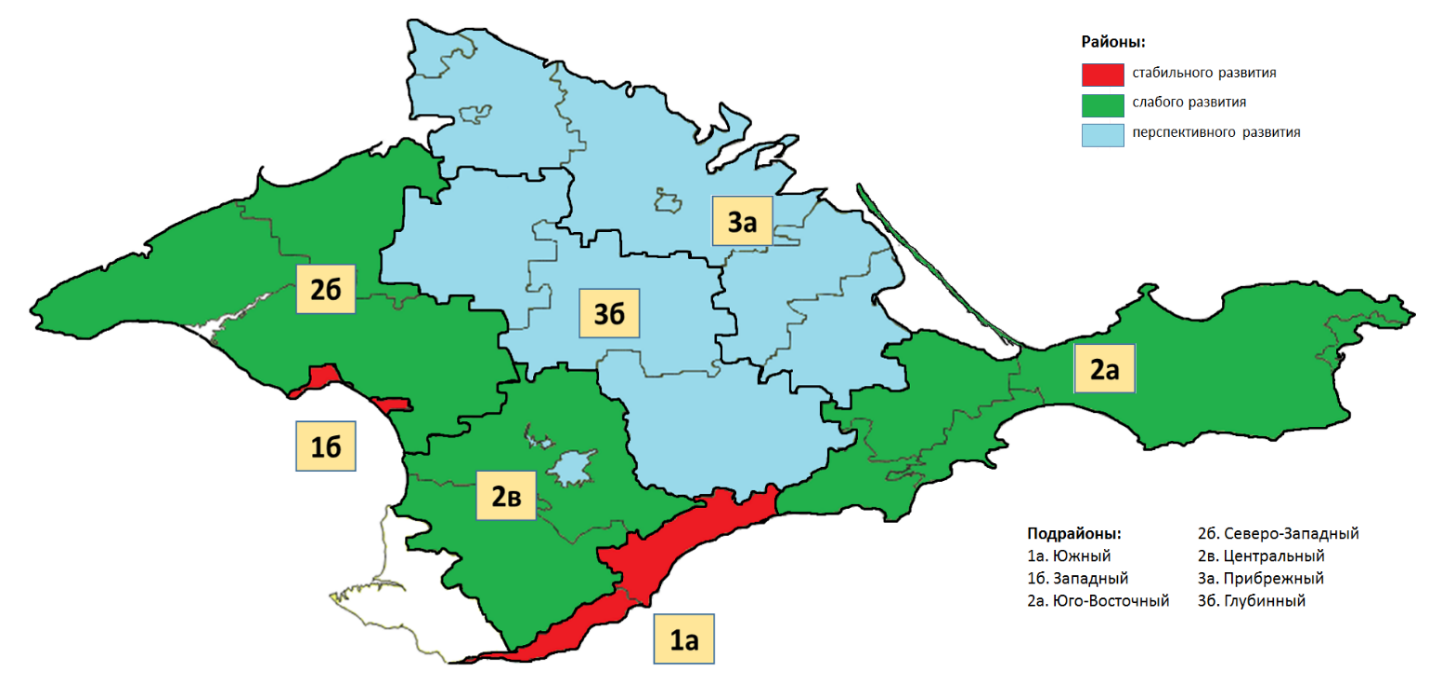 Районы:
стабильного развития
слабого развития
перспективного развития
3а
2б
3б
2а
1б
2в
1а
Подрайоны:
1а. Южный
1б. Западный
2а. Юго-Восточный
2б. Северо-Западный
2в. Центральный
3а. Прибрежный
3б. Глубинный